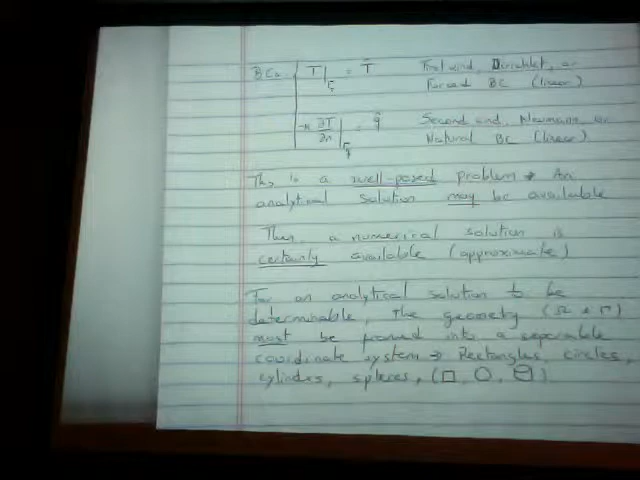 BCs T|Γ = T̄ First kind, Dirichlet, or
Forced BC (linear)
-k ∂T/∂n|Γ = q̄ Second kind, Neumann or
Natural BC (linear)
This is a well-posed problem → An
analytical solution may be available
Then a numerical solution is
certainly available (approximate)
For an analytical solution to be
determinable, the geometry (Ω & Γ)
must be formed into a separable
coordinate system → Rectangles, circles,
cylinders, spheres, (□, ○, ⊖)